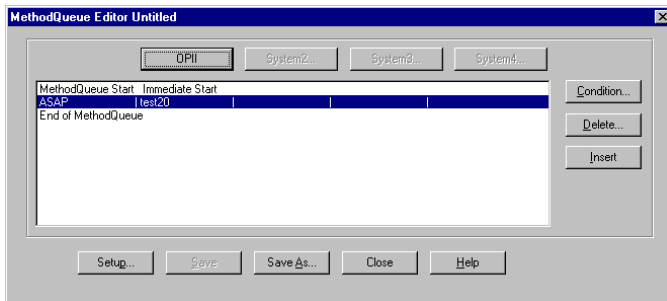 MethodQueue Editor Untitled
OPII System2... System3... System4...
MethodQueue Start Immediate Start
ASAP | test20 | | |
End of MethodQueue
Condition...
Delete...
Insert
Setup... Save Save As... Close Help